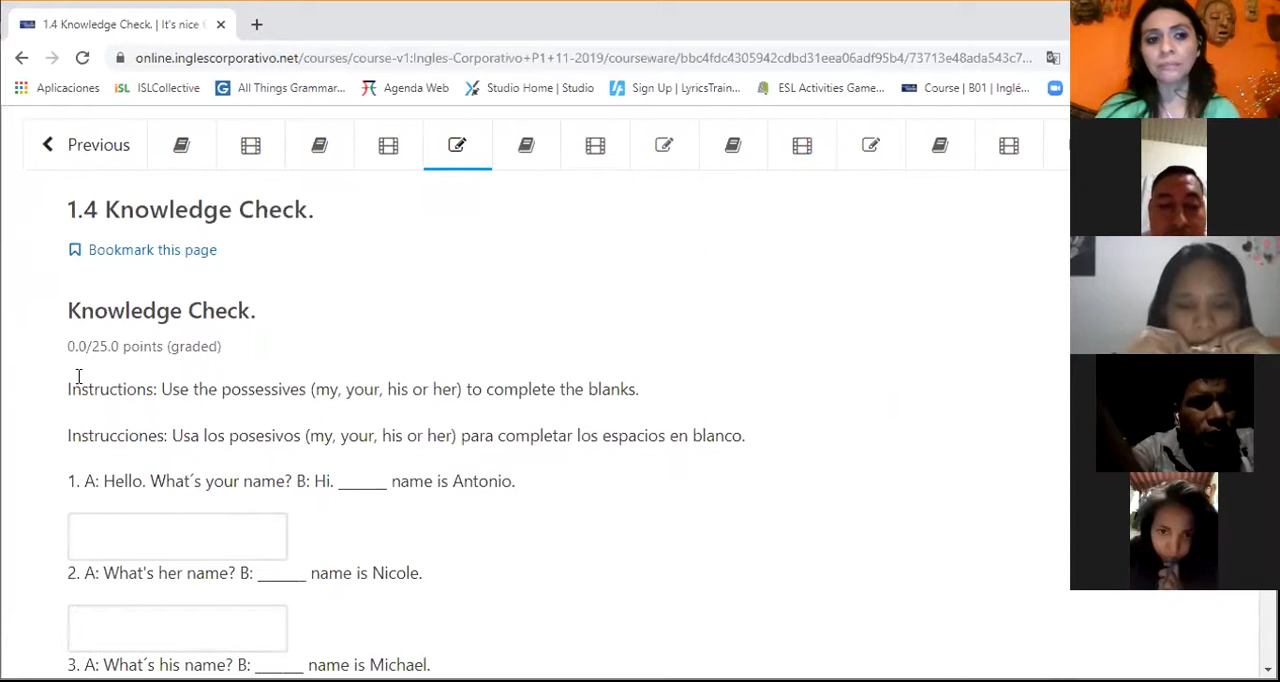 1.4 Knowledge Check. | It's nice
online.inglescorporativo.net/courses/course-v1:Ingles-Corporativo+P1+11-2019/courseware/bbc4fdc4305942cdbd31eea06adf95b4/73713e48ada543c7...
Aplicaciones ISLCollective All Things Grammar... Agenda Web Studio Home | Studio Sign Up | LyricsTrain... ESL Activities Game... Course | B01 | Inglé...
Previous
1.4 Knowledge Check.
Bookmark this page
Knowledge Check.
0.0/25.0 points (graded)
Instructions: Use the possessives (my, your, his or her) to complete the blanks.
Instrucciones: Usa los posesivos (my, your, his or her) para completar los espacios en blanco.
1. A: Hello. What´s your name? B: Hi. ______ name is Antonio.
2. A: What's her name? B: ______ name is Nicole.
3. A: What´s his name? B: ______ name is Michael.